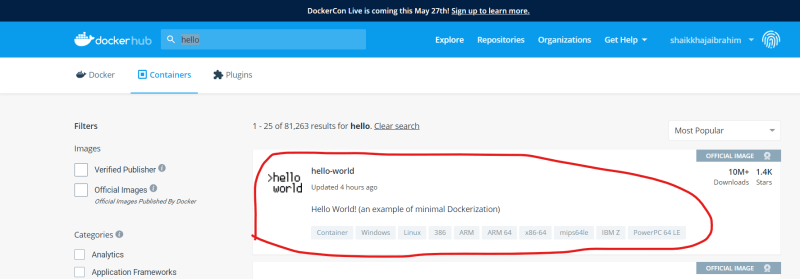 DockerCon Live is coming this May 27th! Sign up to learn more.
docker hub
hello
Explore
Repositories
Organizations
Get Help
shaikkhajaibrahim
Docker
Containers
Plugins
Filters
1 - 25 of 81,263 results for hello. Clear search
Most Popular
Images
Verified Publisher
Official Images
Official Images Published By Docker
Categories
Analytics
Application Frameworks
OFFICIAL IMAGE
>hello
world
hello-world
Updated 4 hours ago
10M+
Downloads
1.4K
Stars
Hello World! (an example of minimal Dockerization)
Container
Windows
Linux
386
ARM
ARM 64
x86-64
mips64le
IBM Z
PowerPC 64 LE
OFFICIAL IMAGE